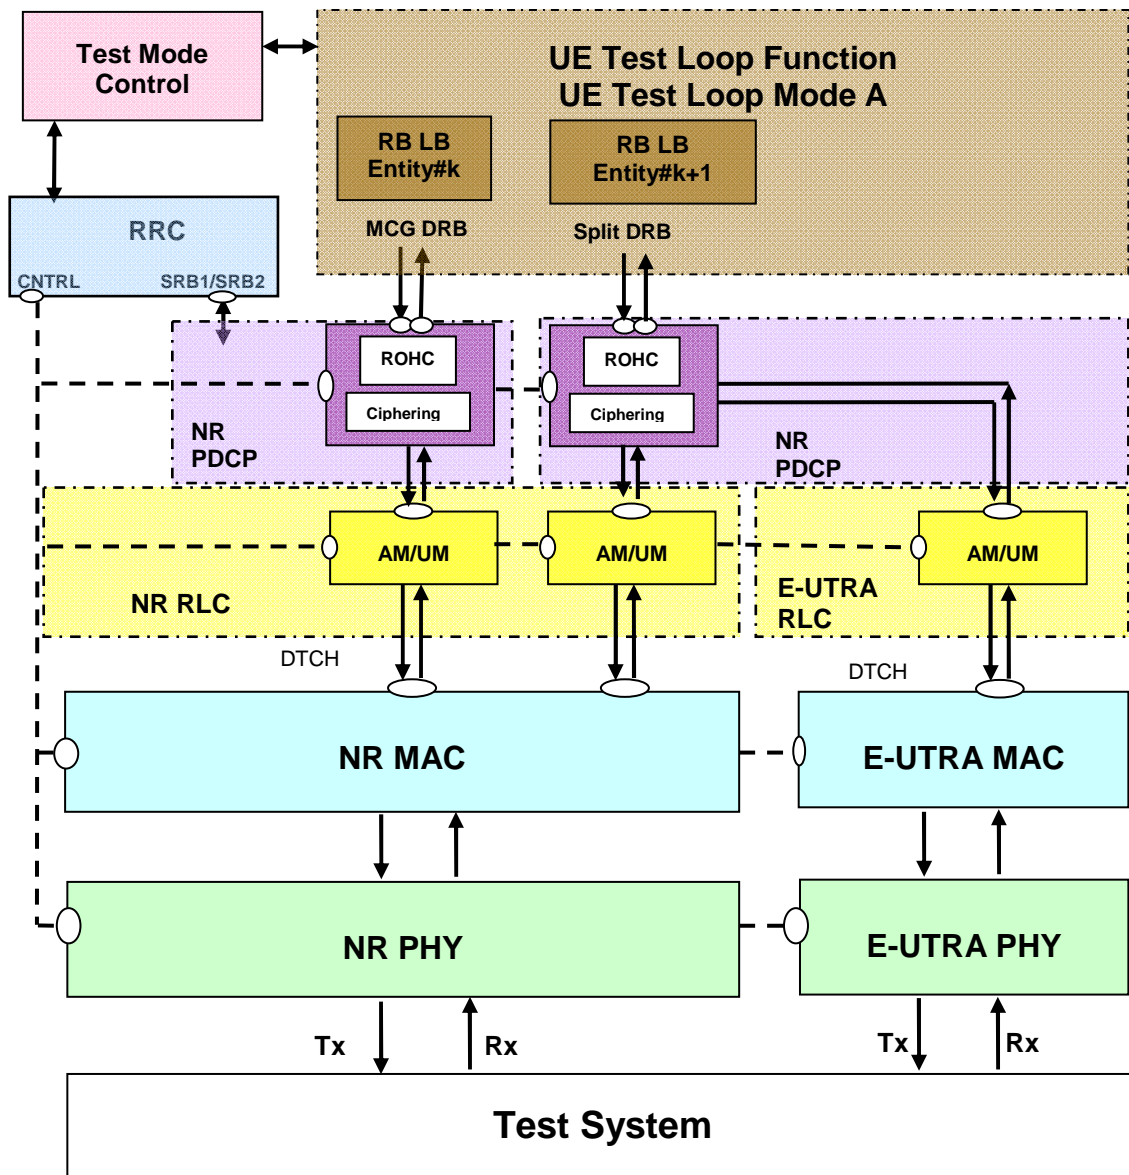 Test Mode
Control
UE Test Loop Function
UE Test Loop Mode A
RB LB
Entity#k
RB LB
Entity#k+1
MCG DRB
Split DRB
RRC
CNTRL
SRB1/SRB2
ROHC
Ciphering
ROHC
Ciphering
NR
PDCP
NR
PDCP
AM/UM
AM/UM
AM/UM
NR RLC
E-UTRA
RLC
DTCH
DTCH
NR MAC
E-UTRA MAC
NR PHY
E-UTRA PHY
Tx
Rx
Tx
Rx
Test System